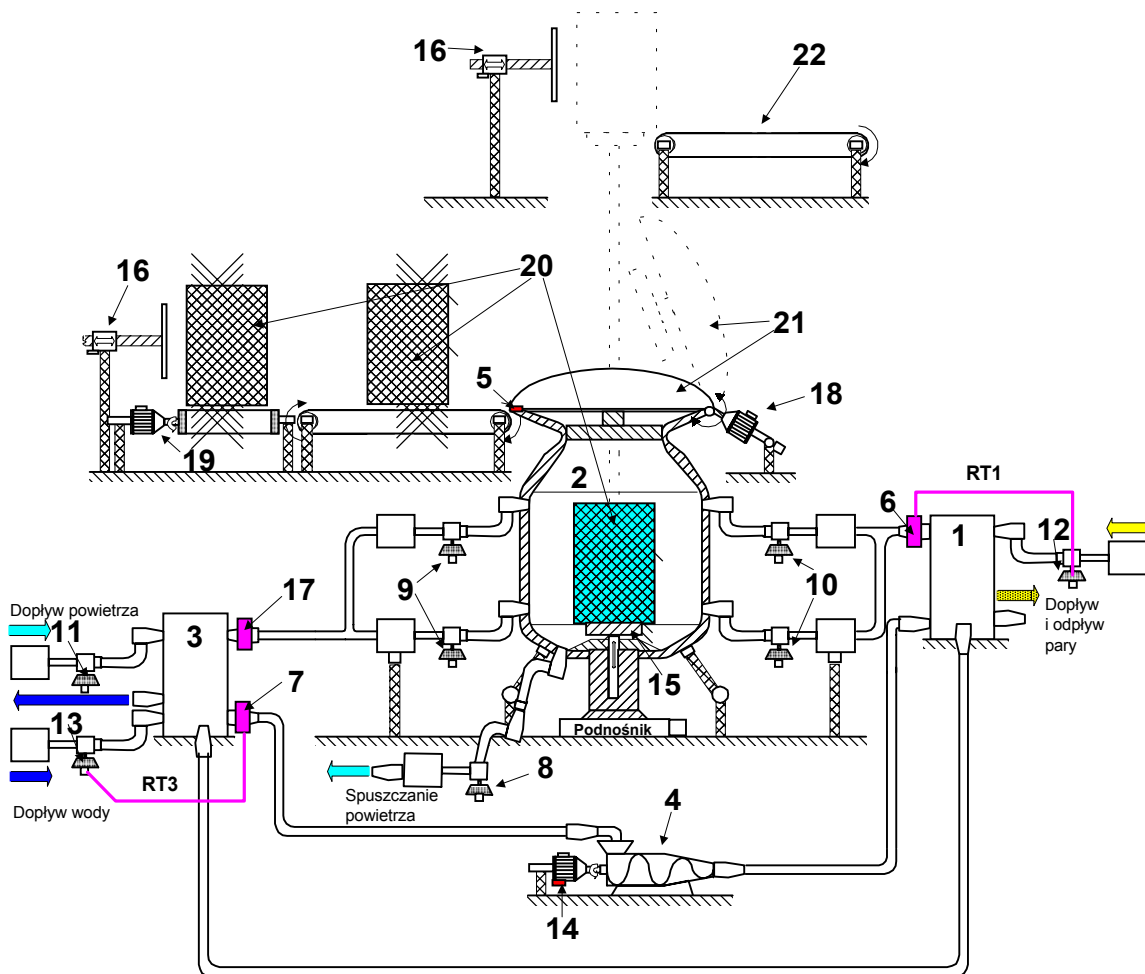 16
22
16
20
21
5
18
19
2
6
RT1
1
12
Dopływ powietrza
11
17
9
10
3
Dopływ
i odpływ
pary
7
15
13
Podnośnik
RT3
8
Dopływ wody
Spuszczanie
powietrza
4
14